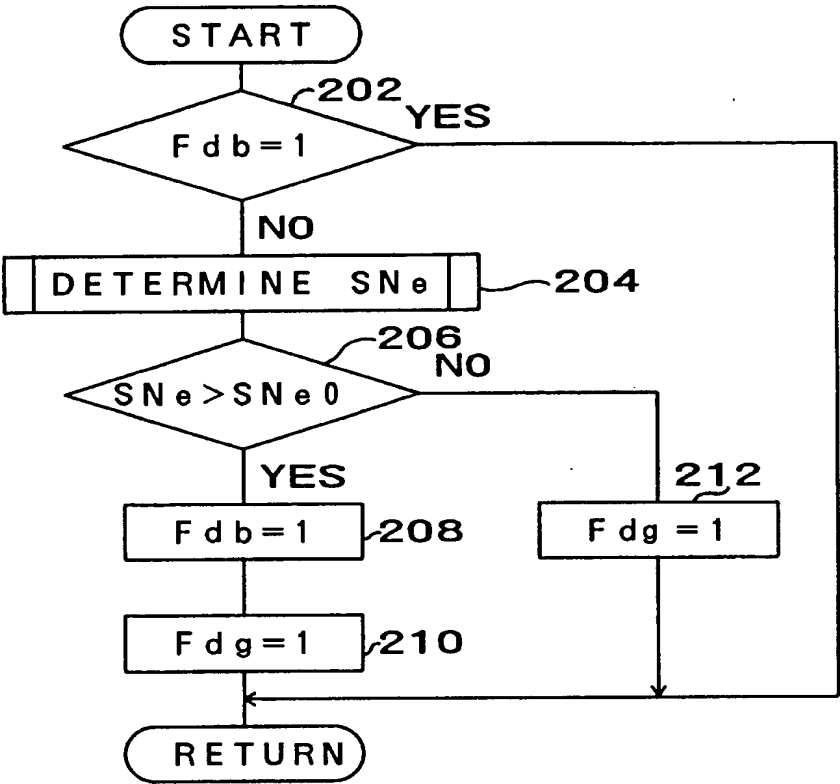 START
202
Fdb=1
YES
NO
DETERMINE SNe
204
206
SNe>SNe0
NO
YES
Fdb=1
208
212
Fdg=1
Fdg=1
210
RETURN